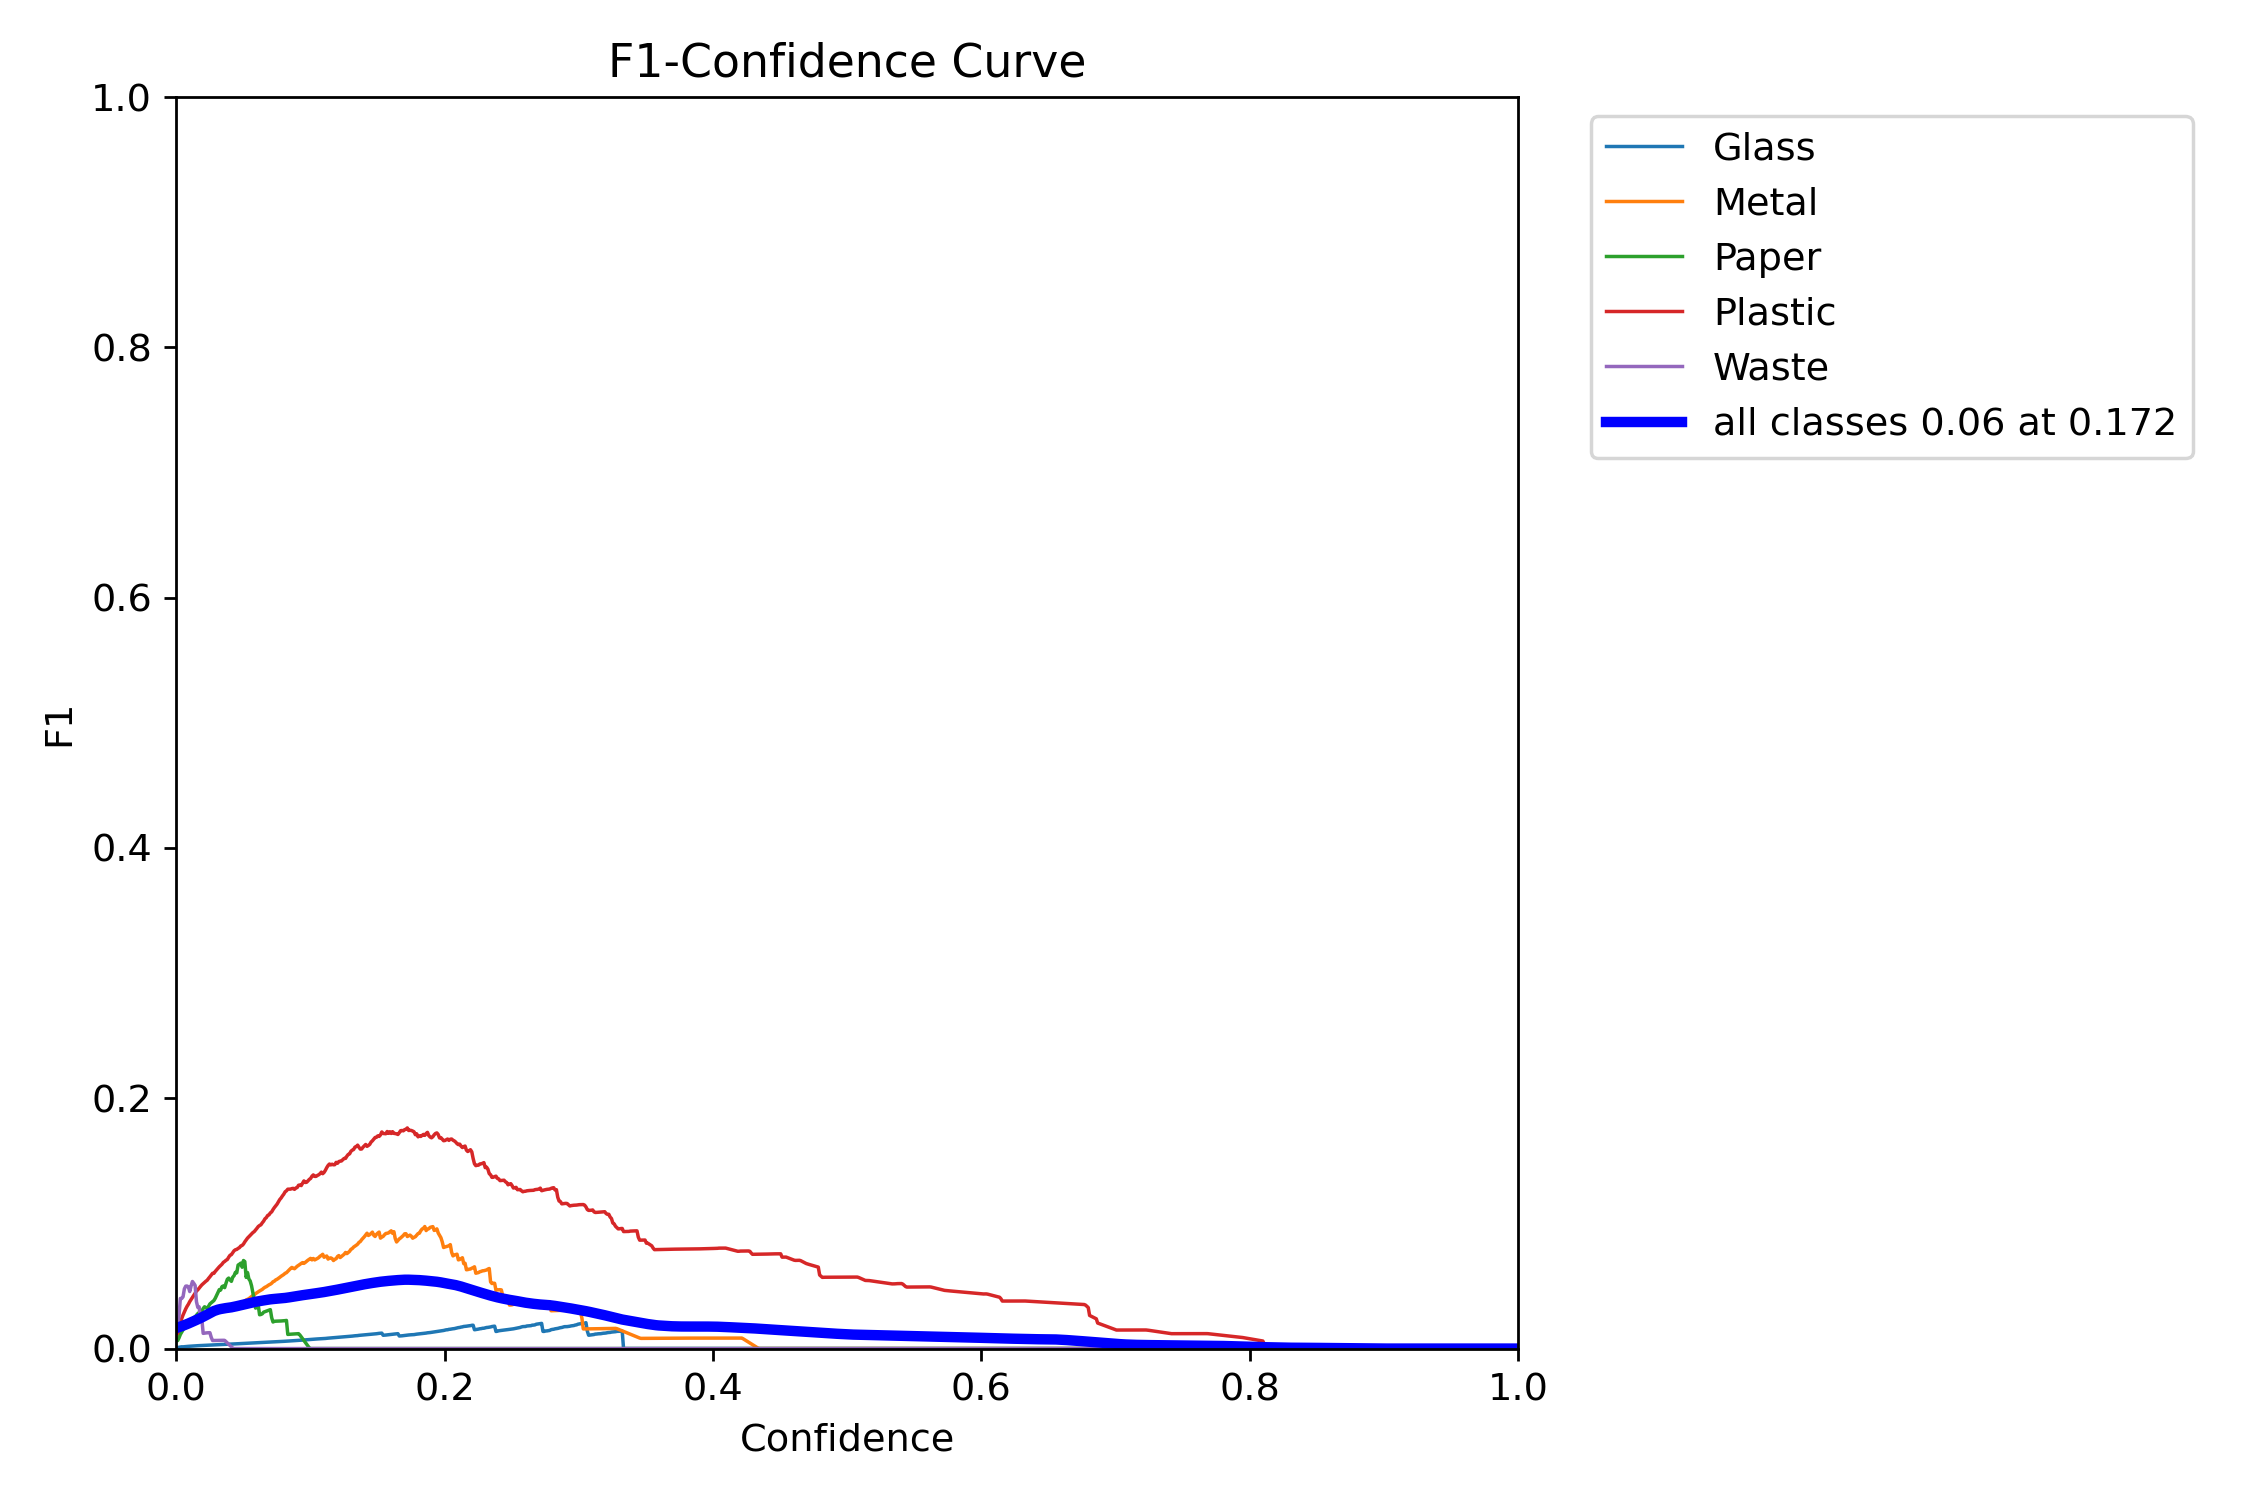 F1-Confidence Curve
1.0
0.8
0.6
0.4
0.2
0.0
F1
0.0 0.2 0.4 0.6 0.8 1.0
Confidence
Glass
Metal
Paper
Plastic
Waste
all classes 0.06 at 0.172